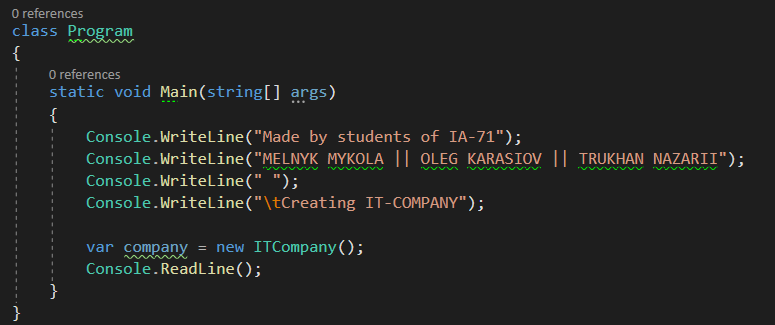 0 references
class Program
{
0 references
static void Main(string[] args)
{
Console.WriteLine("Made by students of IA-71");
Console.WriteLine("MELNYK MYKOLA || OLEG KARASIOV || TRUKHAN NAZARII");
Console.WriteLine(" ");
Console.WriteLine("\tCreating IT-COMPANY");
var company = new ITCompany();
Console.ReadLine();
}
}